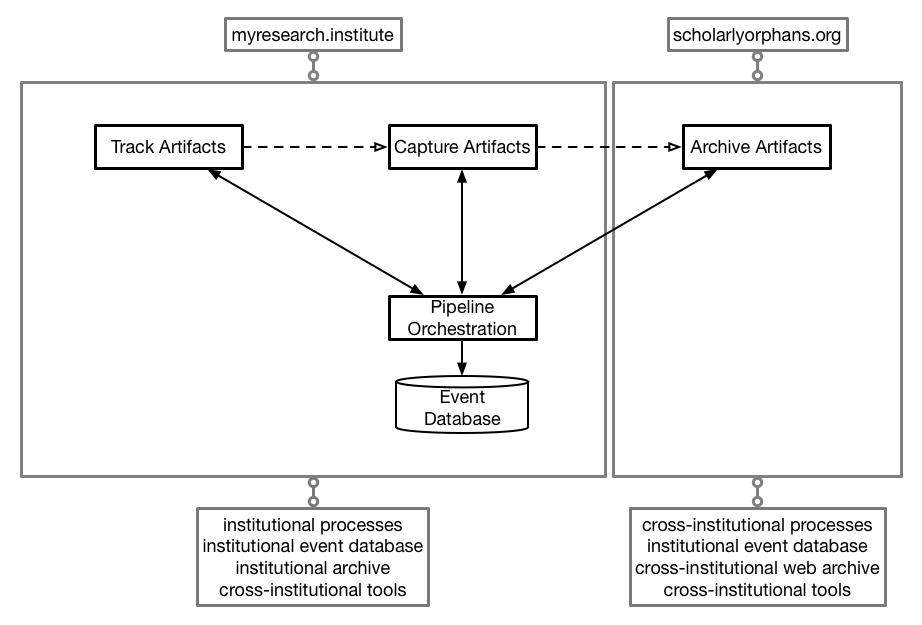 myresearch.institute
scholarlyorphans.org
Track Artifacts
Capture Artifacts
Archive Artifacts
Pipeline
Orchestration
Event
Database
institutional processes
institutional event database
institutional archive
cross-institutional tools
cross-institutional processes
institutional event database
cross-institutional web archive
cross-institutional tools